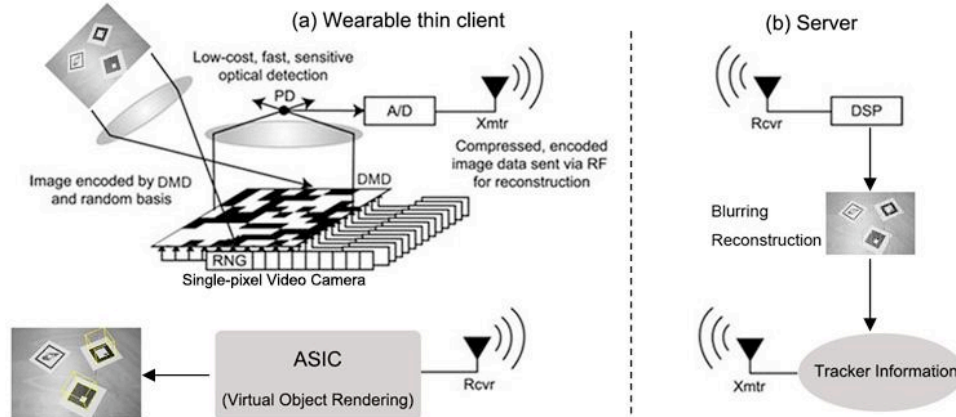 (a) Wearable thin client
Low-cost, fast, sensitive
optical detection
PD
A/D
Xmtr
Compressed, encoded
image data sent via RF
for reconstruction
Image encoded by DMD
and random basis
DMD
RNG
Single-pixel Video Camera
ASIC
(Virtual Object Rendering)
Rcvr
(b) Server
Rcvr
DSP
Blurring
Reconstruction
Xmtr
Tracker Information